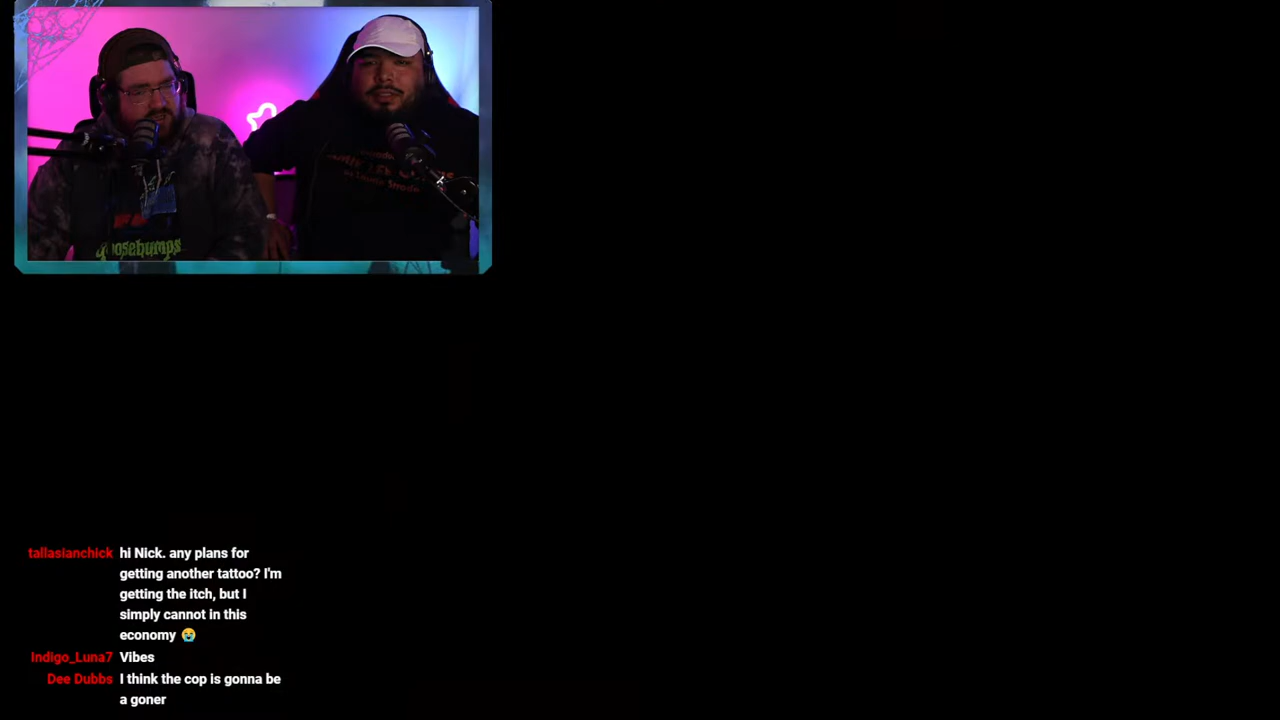 goosebumps
tallasianchick hi Nick. any plans for
getting another tattoo? I'm
getting the itch, but I
simply cannot in this
economy 😭
Indigo_Luna7 Vibes
Dee Dubbs I think the cop is gonna be
a goner